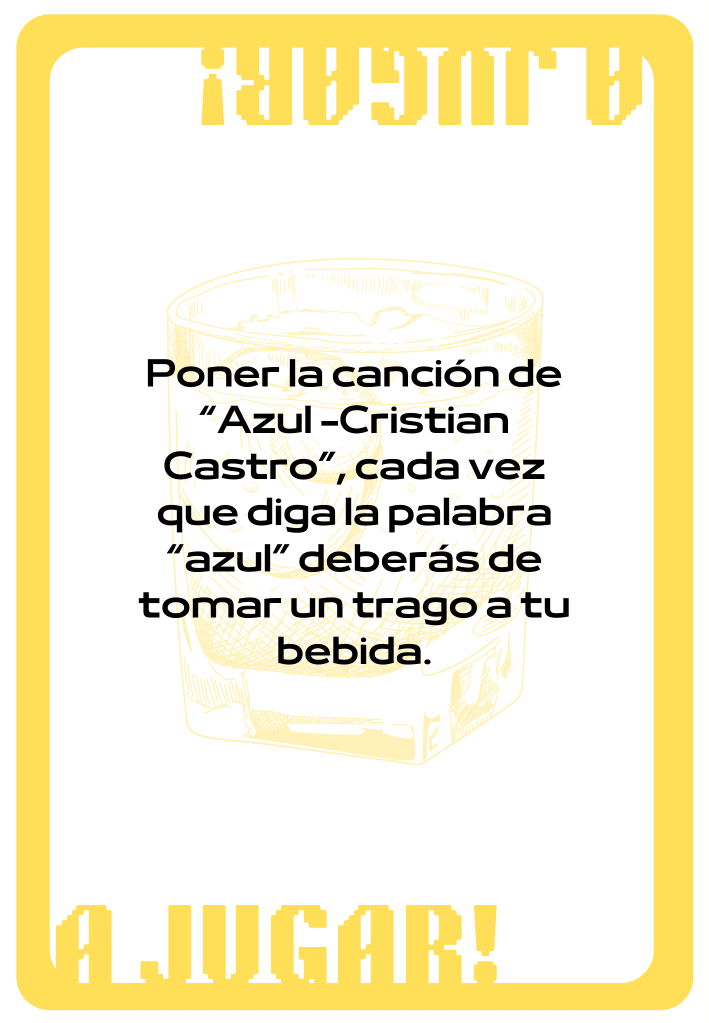 A JUGAR!
Poner la canción de
“Azul -Cristian
Castro”, cada vez
que diga la palabra
“azul” deberás de
tomar un trago a tu
bebida.
A JUGAR!